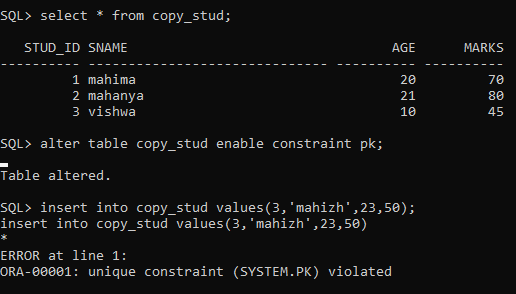 SQL> select * from copy_stud;
   STUD_ID SNAME                                 AGE      MARKS
---------- ------------------------------ ---------- ----------
         1 mahima                                 20         70
         2 mahanya                                21         80
         3 vishwa                                 10         45
SQL> alter table copy_stud enable constraint pk;
Table altered.
SQL> insert into copy_stud values(3,'mahizh',23,50);
insert into copy_stud values(3,'mahizh',23,50)
*
ERROR at line 1:
ORA-00001: unique constraint (SYSTEM.PK) violated